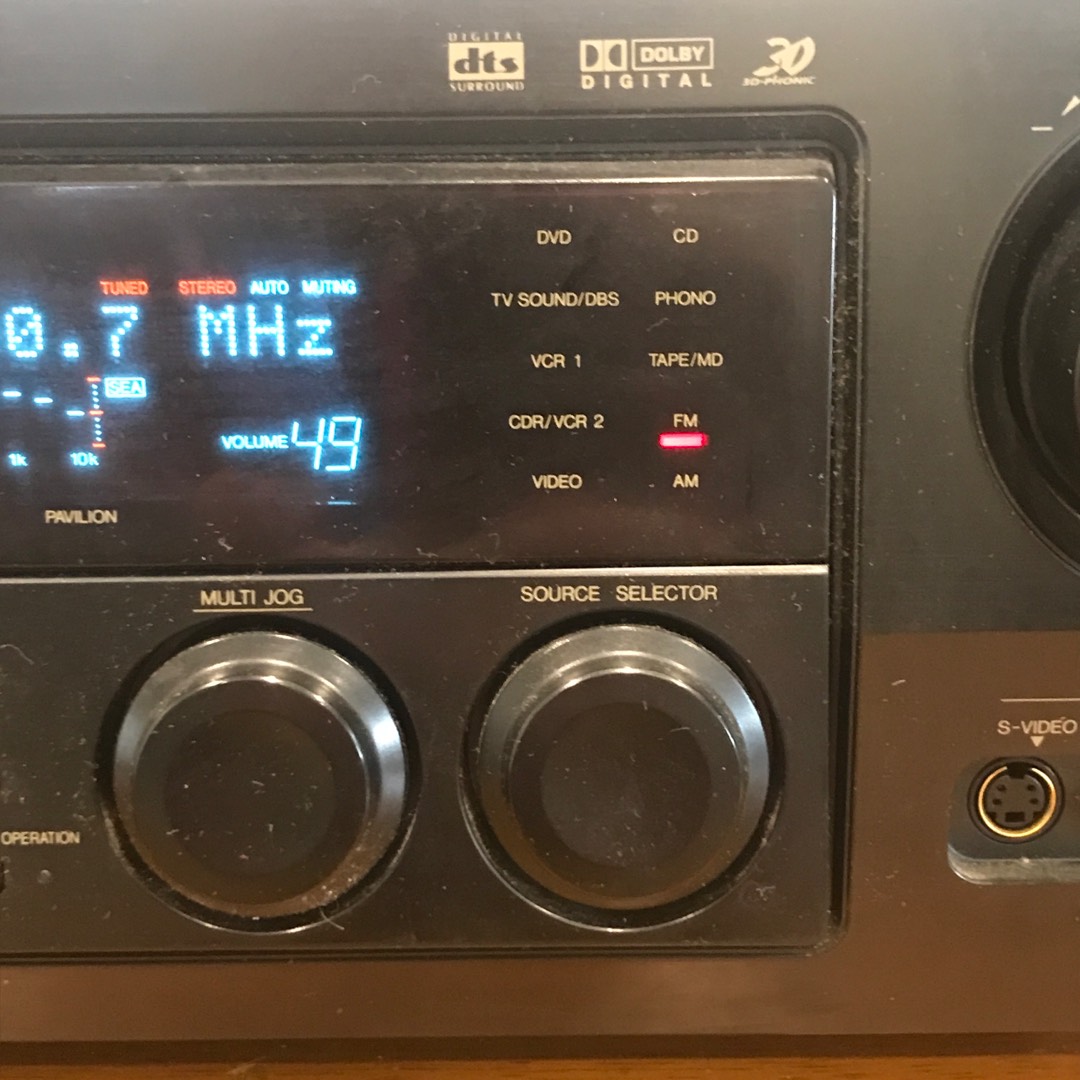 DIGITAL
dts
SURROUND
DOLBY
DIGITAL
3D
3D-PHONIC
TUNED STEREO AUTO MUTING
0.7 MHz
SEA
1k 10k
VOLUME 49
PAVILION
DVD CD
TV SOUND/DBS PHONO
VCR 1 TAPE/MD
CDR/VCR 2 FM
VIDEO AM
MULTI JOG
SOURCE SELECTOR
OPERATION
S-VIDEO